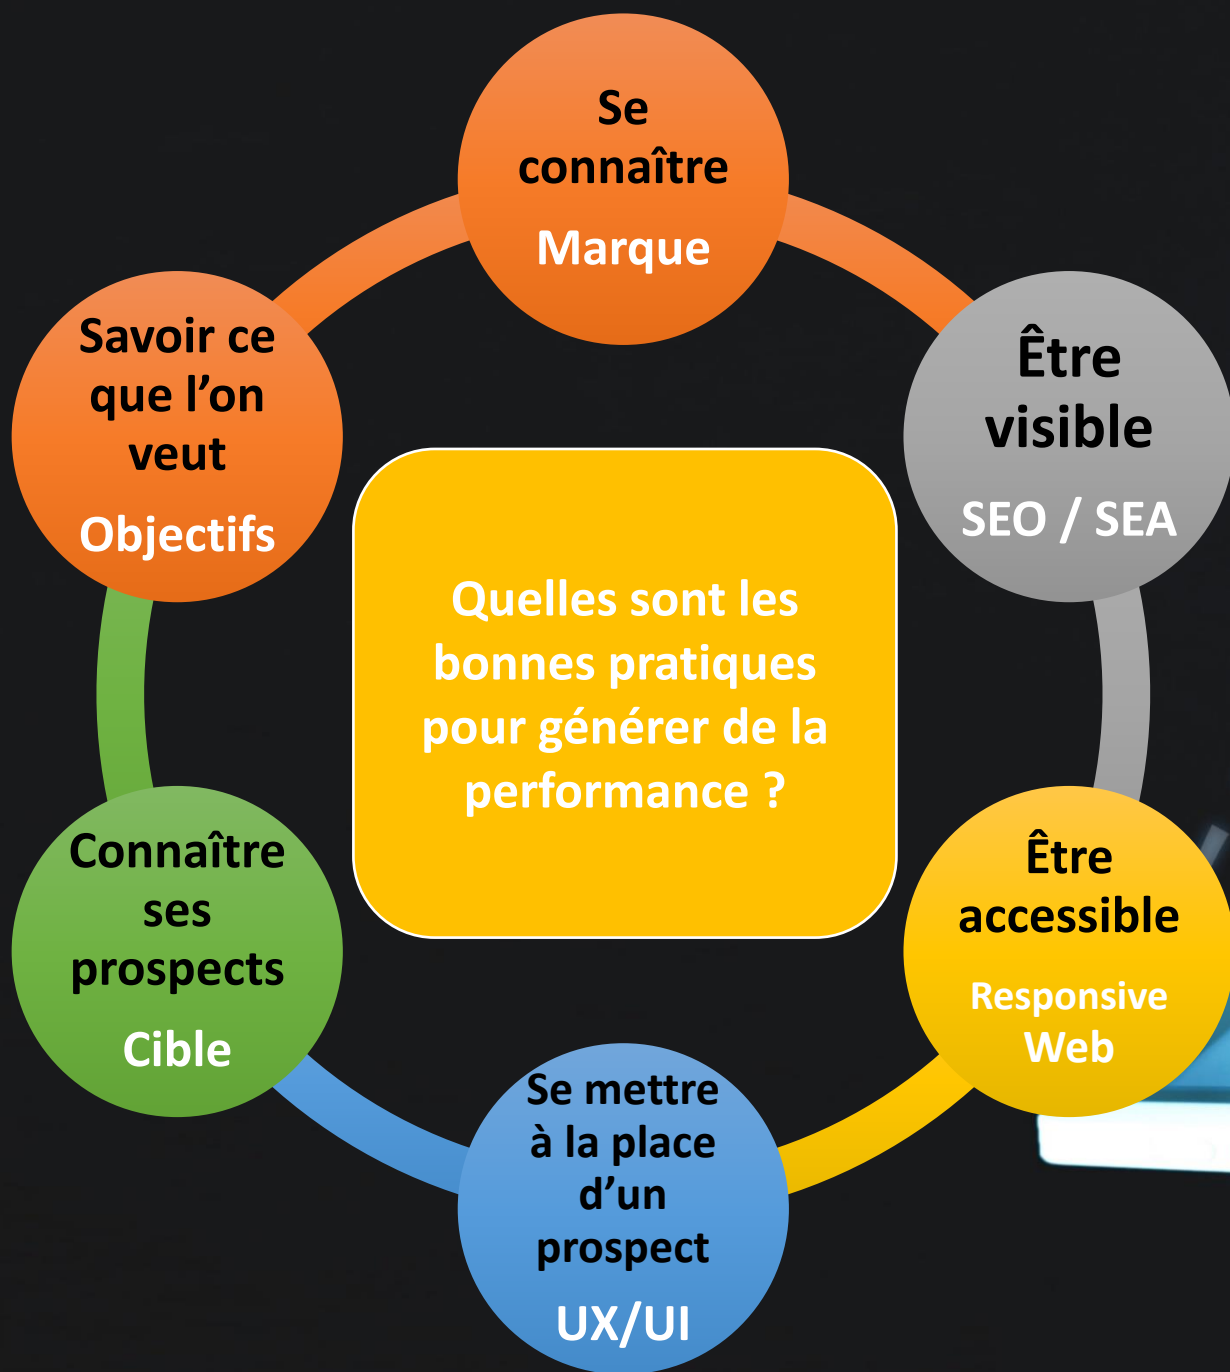 Se
connaître
Marque
Être
visible
SEO / SEA
Être
accessible
Responsive
Web
Se mettre
à la place
d’un
prospect
UX/UI
Connaître
ses
prospects
Cible
Savoir ce
que l’on
veut
Objectifs
Quelles sont les
bonnes pratiques
pour générer de la
performance ?